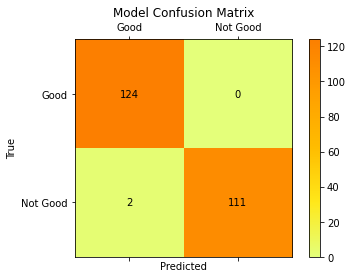 Model Confusion Matrix
Good Not Good
Good 124 0
True
Not Good 2 111
Predicted
120
100
80
60
40
20
0